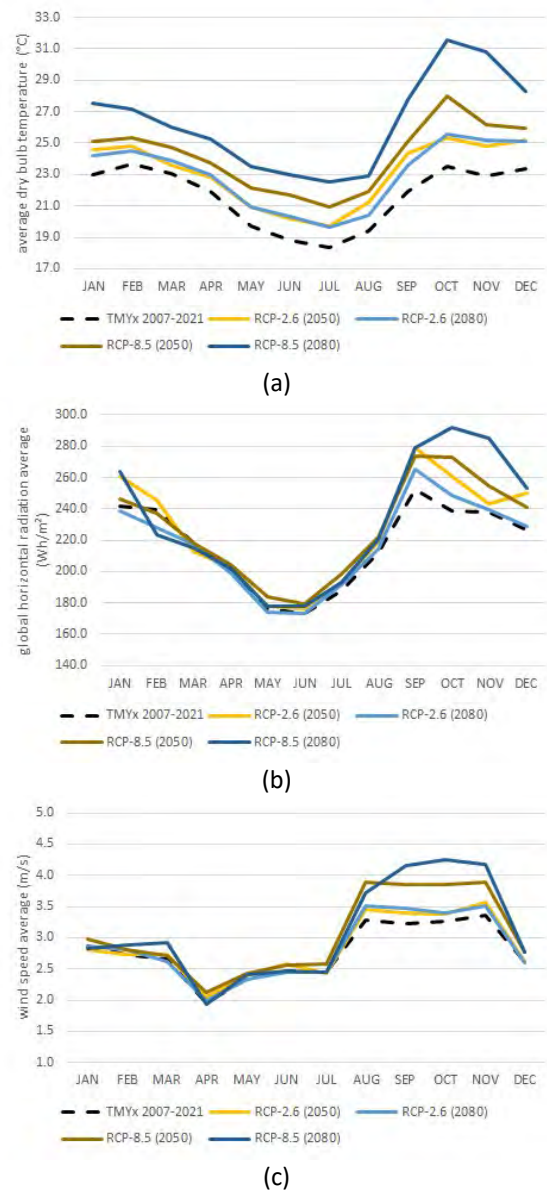 average dry bulb temperature (°C)
33.0
31.0
29.0
27.0
25.0
23.0
21.0
19.0
17.0
JAN FEB MAR APR MAY JUN JUL AUG SEP OCT NOV DEC
TMYx 2007-2021 RCP-2.6 (2050) RCP-2.6 (2080)
RCP-8.5 (2050) RCP-8.5 (2080)
(a)
global horizontal radiation average
(Wh/m²)
300.0
280.0
260.0
240.0
220.0
200.0
180.0
160.0
140.0
JAN FEB MAR APR MAY JUN JUL AUG SEP OCT NOV DEC
TMYx 2007-2021 RCP-2.6 (2050) RCP-2.6 (2080)
RCP-8.5 (2050) RCP-8.5 (2080)
(b)
wind speed average (m/s)
5.0
4.5
4.0
3.5
3.0
2.5
2.0
1.5
1.0
JAN FEB MAR APR MAY JUN JUL AUG SEP OCT NOV DEC
TMYx 2007-2021 RCP-2.6 (2050) RCP-2.6 (2080)
RCP-8.5 (2050) RCP-8.5 (2080)
(c)